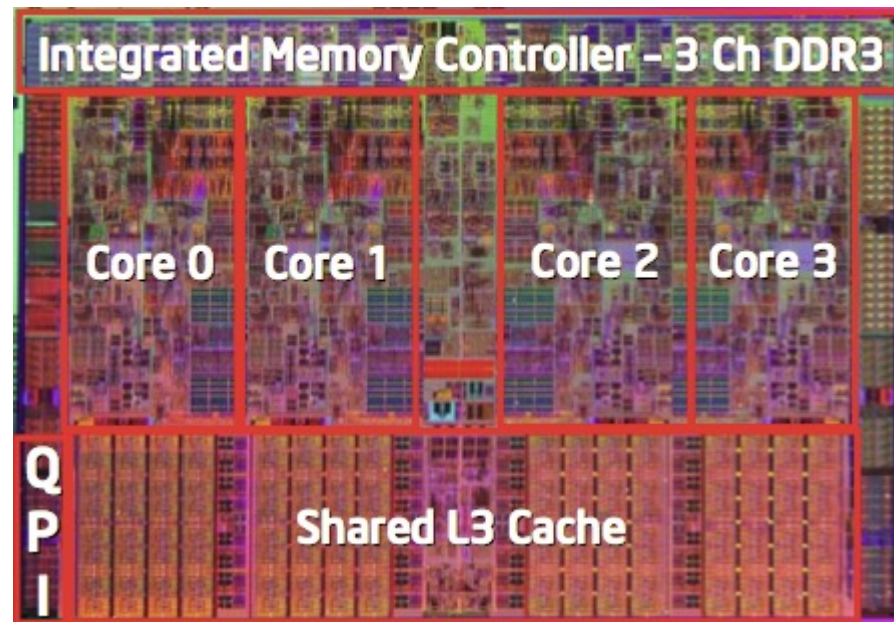 Integrated Memory Controller - 3 Ch DDR3
Core 0
Core 1
Core 2
Core 3
Q
P
I
Shared L3 Cache